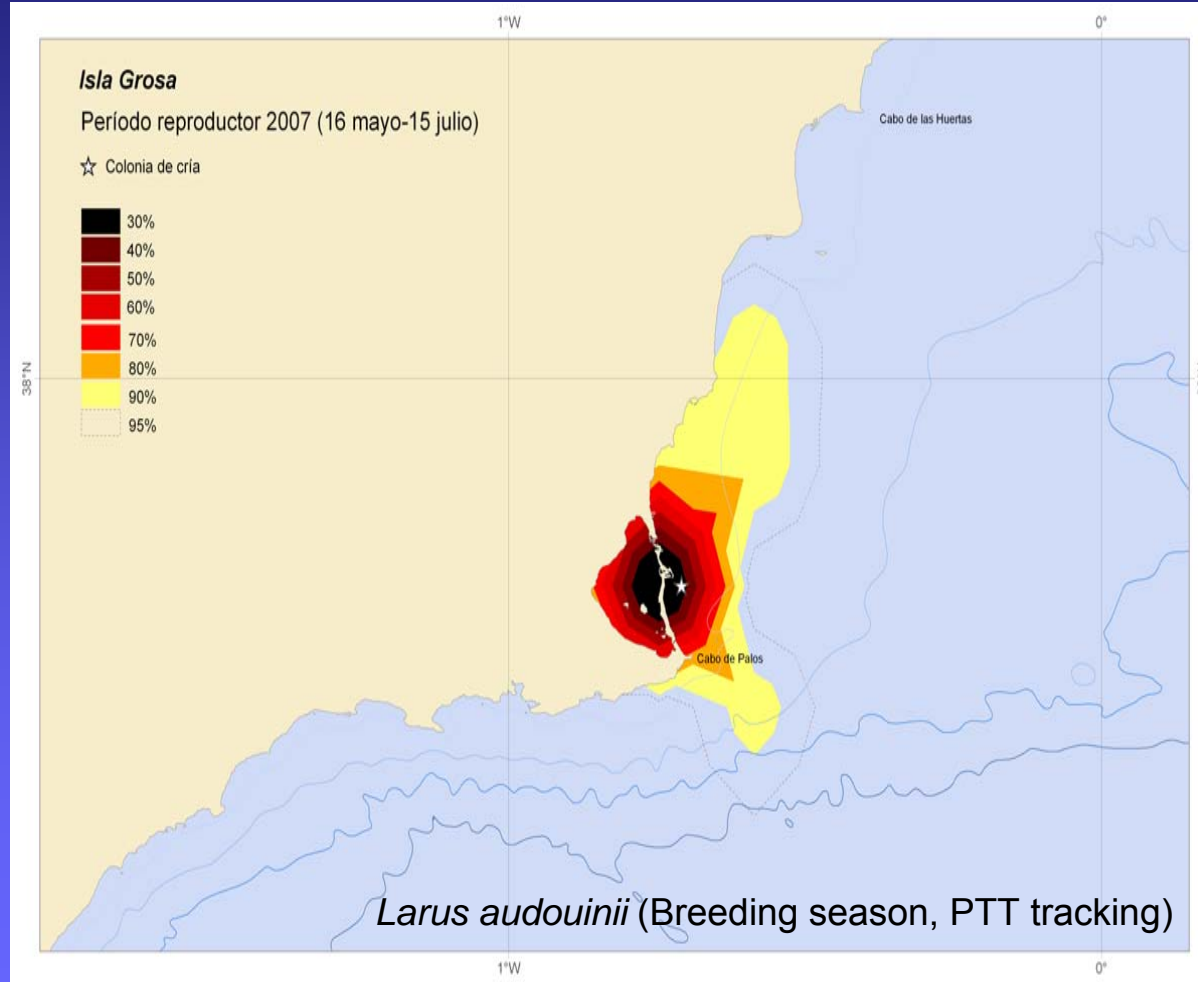 1°W
0°
Isla Grosa
Período reproductor 2007 (16 mayo-15 julio)
Colonia de cría
30%
40%
50%
60%
70%
80%
90%
95%
Cabo de las Huertas
38°N
Cabo de Palos
Larus audouinii (Breeding season, PTT tracking)
1°W
0°